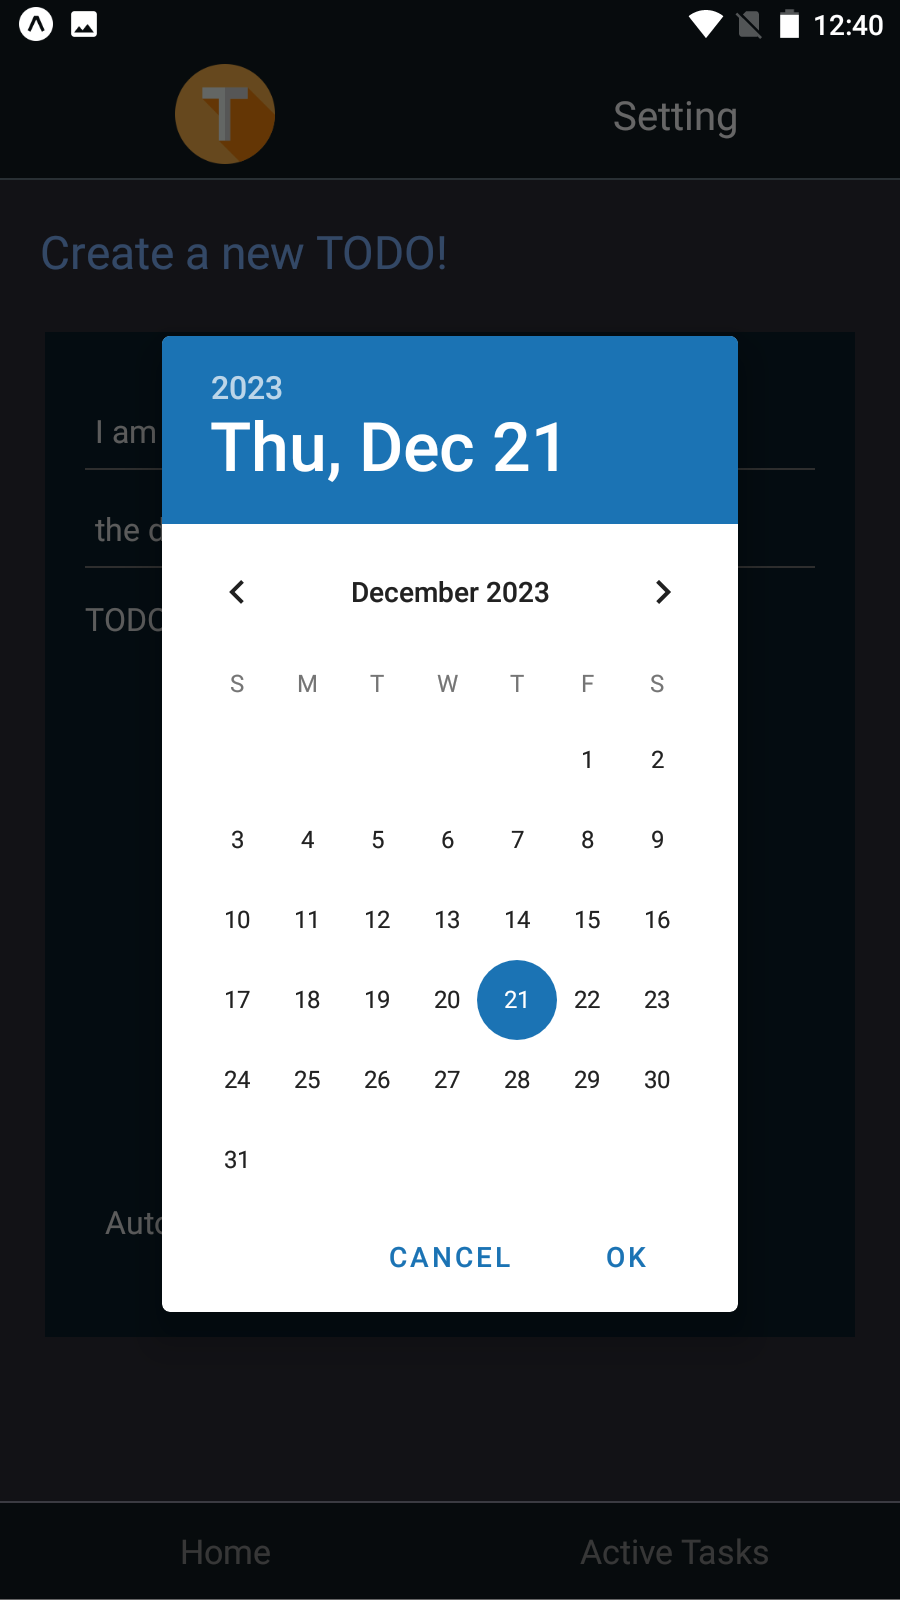 12:40
T
Setting
Create a new TODO!
I am
the
TODO
2023
Thu, Dec 21
December 2023
S M T W T F S
1 2
3 4 5 6 7 8 9
10 11 12 13 14 15 16
17 18 19 20 21 22 23
24 25 26 27 28 29 30
31
Auto
CANCEL OK
Home Active Tasks